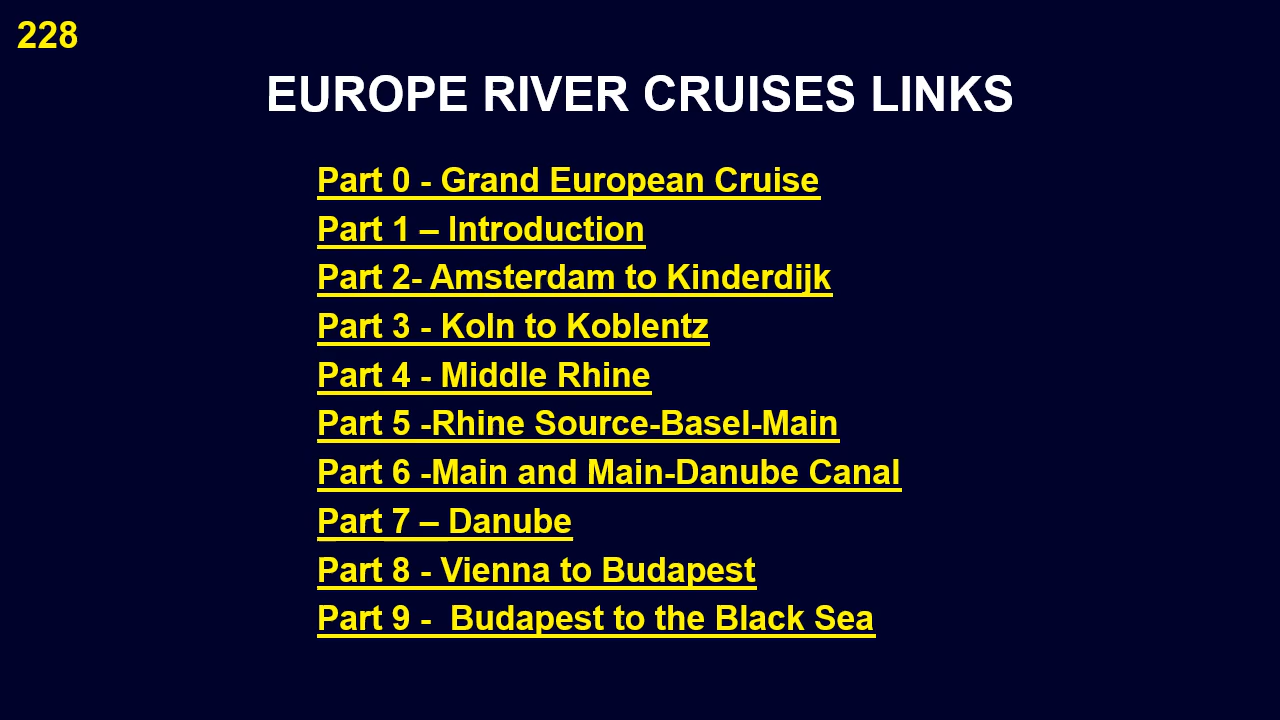 228
EUROPE RIVER CRUISES LINKS
Part 0 - Grand European Cruise
Part 1 – Introduction
Part 2- Amsterdam to Kinderdijk
Part 3 - Koln to Koblentz
Part 4 - Middle Rhine
Part 5 -Rhine Source-Basel-Main
Part 6 -Main and Main-Danube Canal
Part 7 – Danube
Part 8 - Vienna to Budapest
Part 9 -  Budapest to the Black Sea